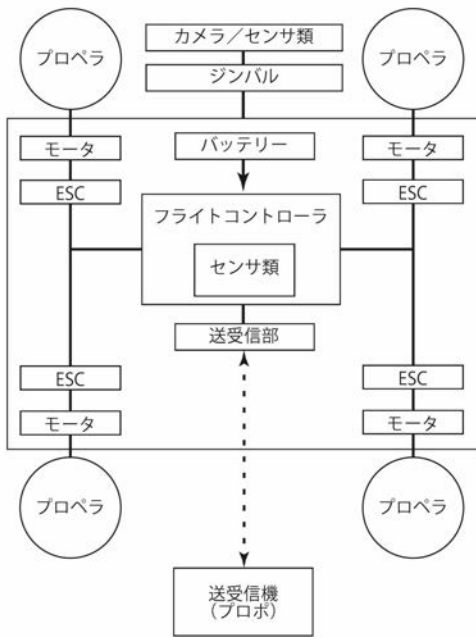 プロペラ
カメラ／センサ類
プロペラ
ジンバル
モータ
バッテリー
モータ
ESC
ESC
フライトコントローラ
センサ類
送受信部
ESC
ESC
モータ
モータ
プロペラ
プロペラ
送受信機
（プロポ）